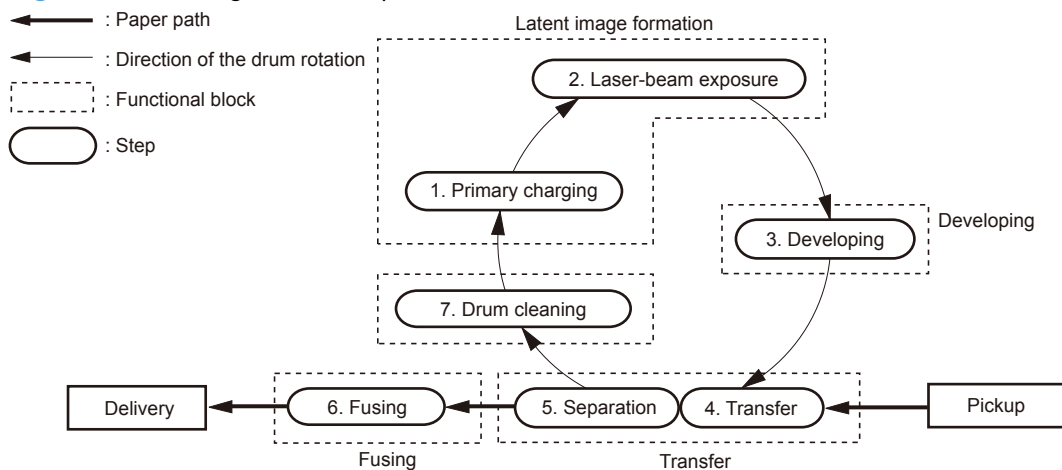 : Paper path
: Direction of the drum rotation
: Functional block
: Step
Latent image formation
2. Laser-beam exposure
1. Primary charging
3. Developing
Developing
7. Drum cleaning
Delivery
6. Fusing
5. Separation
4. Transfer
Pickup
Fusing
Transfer